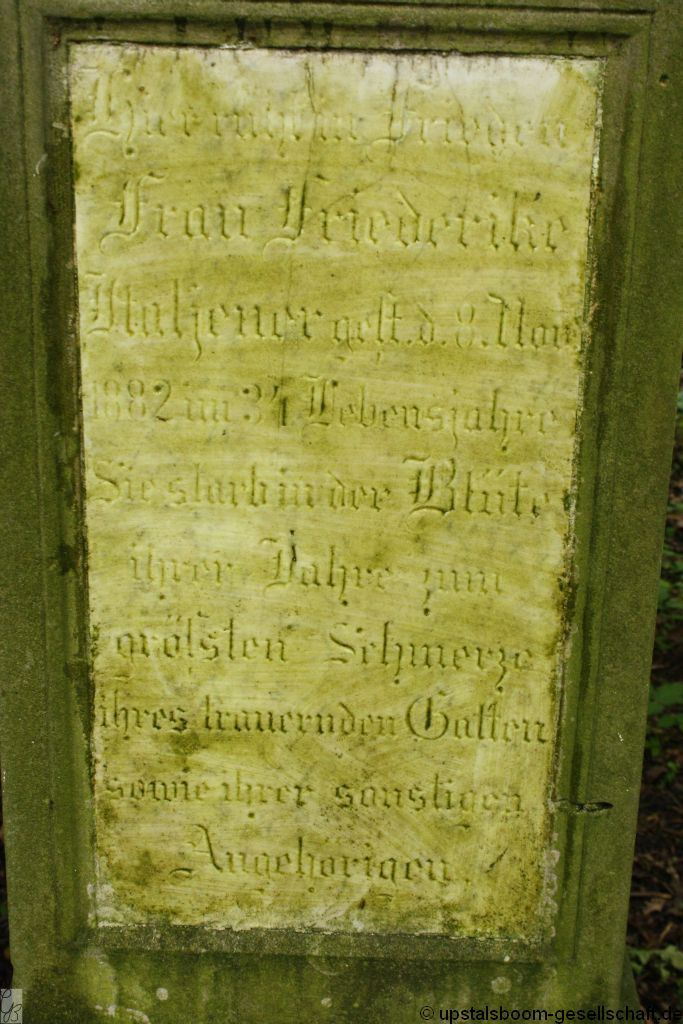 Hier ruht in Frieden
Frau Friederike
Italjener gest. d. 8. Nov.
1882 im 34 Lebensjahre
Sie starb in der Blüte
ihrer Jahre zum
größten Schmerze
ihres trauernden Gatten
sowie ihrer sonstigen
Angehörigen.
© upstalsboom-gesellschaft.de